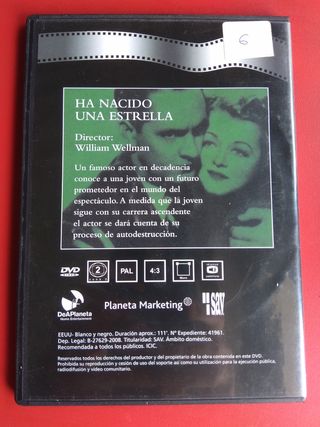 6
HA NACIDO
UNA ESTRELLA
Director:
William Wellman
Un famoso actor en decadencia
conoce a una joven con un futuro
prometedor en el mundo del
espectáculo. A medida que la joven
sigue con su carrera ascendente
el actor se dará cuenta de su
proceso de autodestrucción.
DVD 2 PAL 4:3
DeAPlaneta Planeta Marketing SAV
Home Entertainment
EEUU- Blanco y negro. Duración aprox.: 111'. Nº Expediente: 41961.
Dep. Legal: B-27629-2008. Titularidad: SAV. Ámbito doméstico.
Recomendada a todos los públicos. ICIC.
Reservados todos los derechos del productor y del propietario de la obra contenida en este DVD.
Prohibida su reproducción y cesión de uso del soporte así como su utilización para la ejecución pública,
radiodifusión y video comunitario.